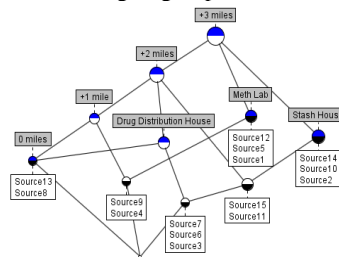 +3 miles
+2 miles
+1 mile
Meth Lab
Drug Distribution House
Stash Hous
0 miles
Source12
Source5
Source1
Source14
Source10
Source2
Source13
Source8
Source9
Source4
Source15
Source11
Source7
Source6
Source3